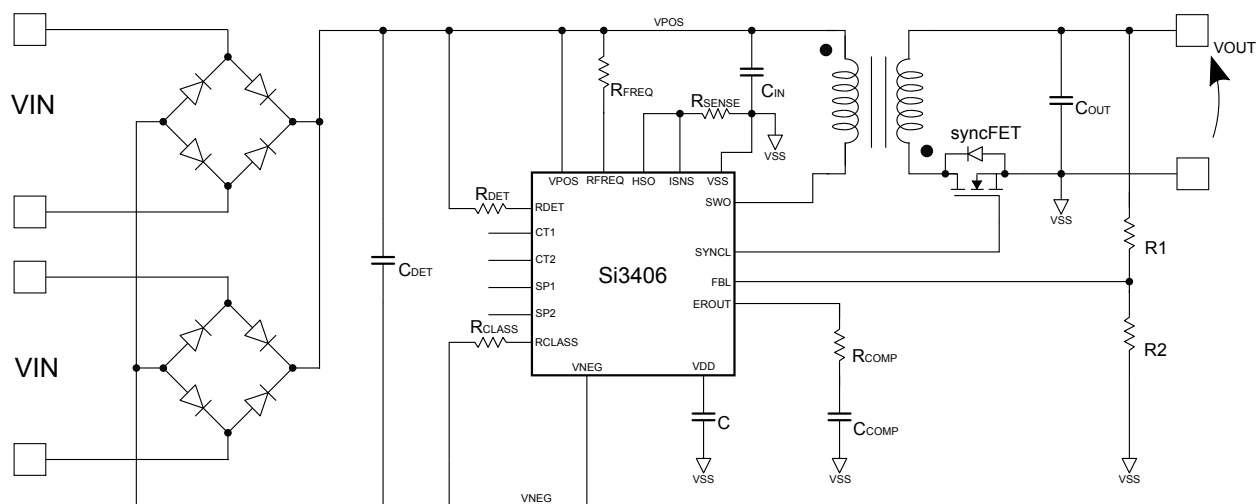 VPOS
VIN
VOUT
RFREQ
CIN
RSENSE
VSS
COUT
syncFET
VSS
VPOS
RFREQ
HSO
ISNS
VSS
RDET
RDET
SWO
CT1
SYNCL
R1
CDET
CT2
Si3406
FBL
SP1
EROUT
SP2
RCLASS
RCLASS
VIN
RCOMP
R2
VNEG
VDD
C
CCOMP
VSS
VSS
VSS
VNEG